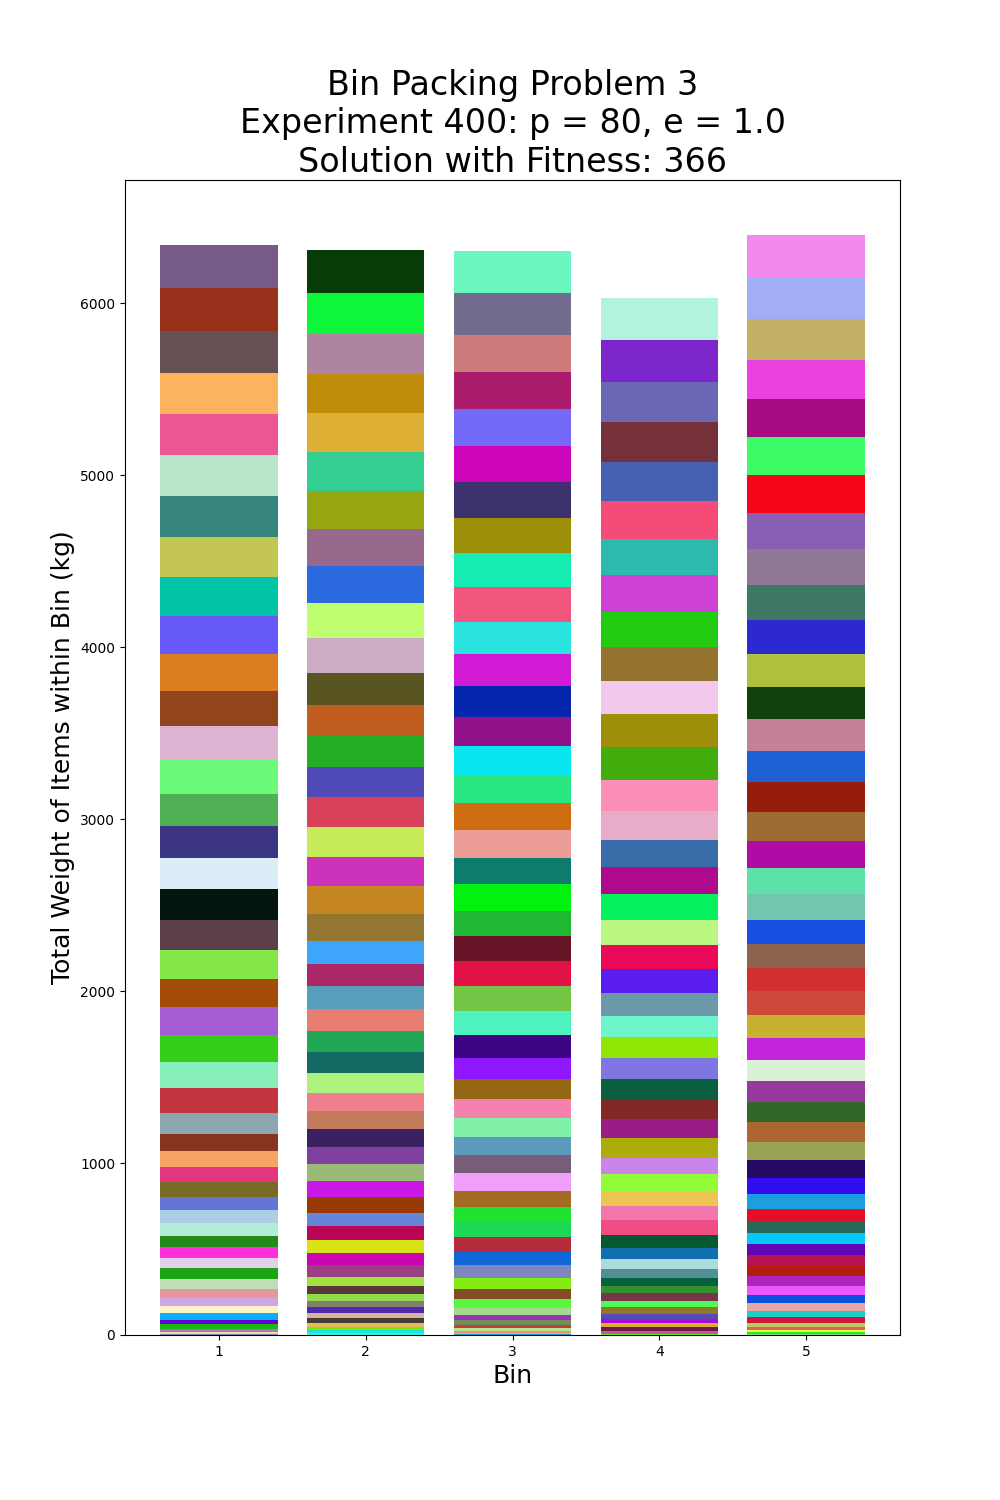 Bin Packing Problem 3
Experiment 400: p = 80, e = 1.0
Solution with Fitness: 366
Total Weight of Items within Bin (kg)
6000
5000
4000
3000
2000
1000
0
1 2 3 4 5
Bin